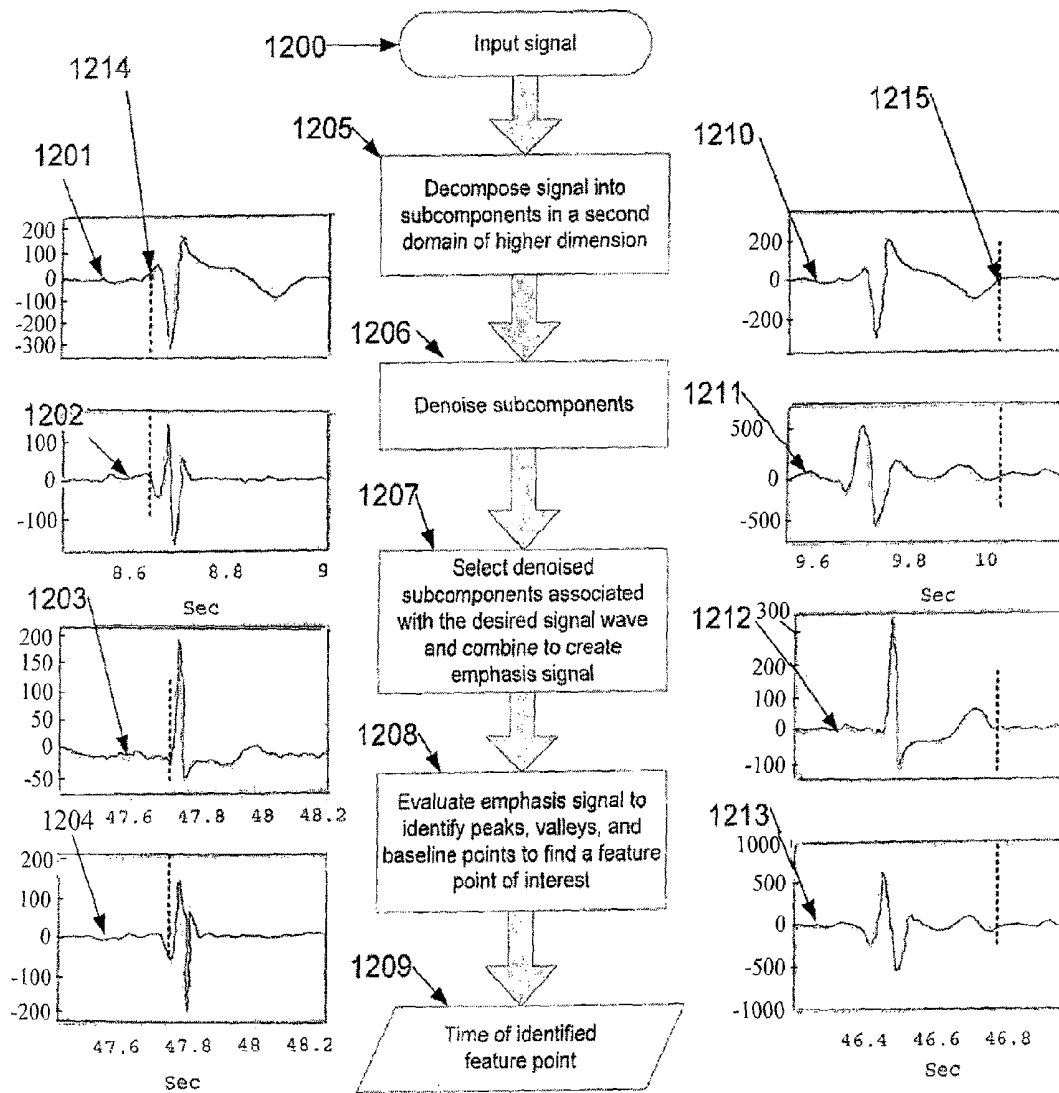 1200
Input signal
1214
1215
1205
1210
1201
Decompose signal into
subcomponents in a second
domain of higher dimension
200
100
0
-100
-200
-300
200
0
-200
1206
Denoise subcomponents
1202
100
0
-100
8.6 8.8 9
Sec
1211
500
0
-500
9.6 9.8 10
Sec
1207
Select denoised
subcomponents associated
with the desired signal wave
and combine to create
emphasis signal
1203
200
150
100
50
0
-50
47.6 47.8 48 48.2
1212
300
200
100
0
-100
1208
Evaluate emphasis signal to
identify peaks, valleys, and
baseline points to find a feature
point of interest
1204
200
100
0
-100
-200
47.6 47.8 48 48.2
Sec
1213
1000
500
0
-500
-1000
46.4 46.6 46.8
Sec
1209
Time of identified
feature point